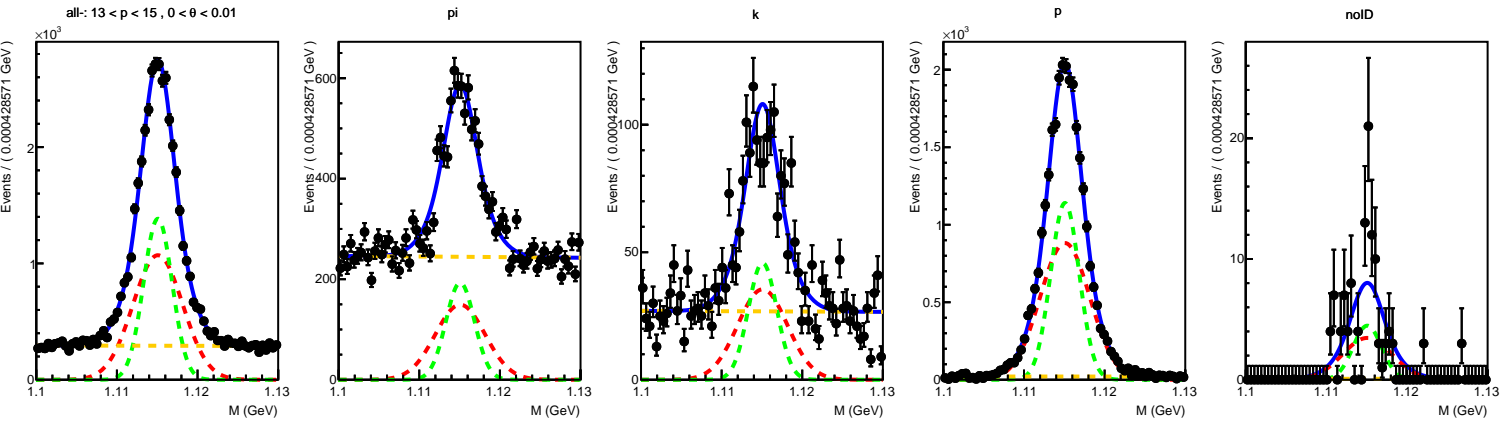 all-: 13 < p < 15 , 0 < θ < 0.01
×10³
Events / ( 0.000428571 GeV )
2
1
0
1.1
1.11
1.12
1.13
M (GeV)
pi
Events / ( 0.000428571 GeV )
600
400
200
0
1.1
1.11
1.12
1.13
M (GeV)
k
Events / ( 0.000428571 GeV )
100
50
0
1.1
1.11
1.12
1.13
M (GeV)
p
×10³
Events / ( 0.000428571 GeV )
2
1.5
1
0.5
0
1.1
1.11
1.12
1.13
M (GeV)
noID
Events / ( 0.000428571 GeV )
20
10
0
1.1
1.11
1.12
1.13
M (GeV)